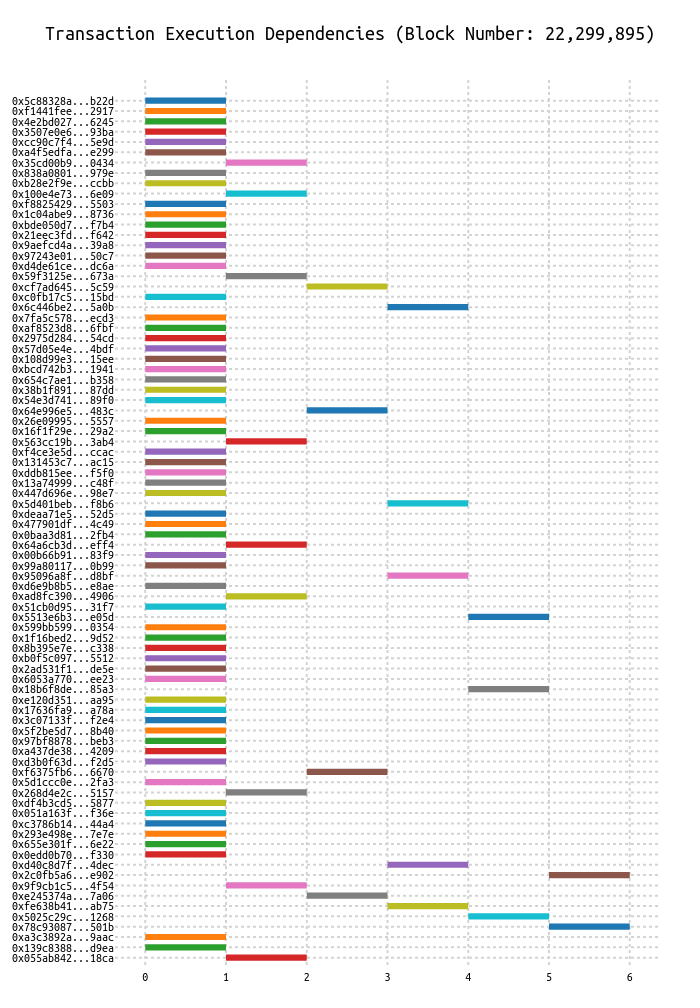 Transaction Execution Dependencies (Block Number: 22,299,895)
0x5c88328a...b22d
0xf1441fee...2917
0x4e2bd027...6245
0x3507e0e6...93ba
0xcc90c7f4...5e9d
0xa4f5edfa...e299
0x35cd00b9...0434
0x838a0801...979e
0xb28e2f9e...ccbb
0x100e4e73...6e09
0xf8825429...5503
0x1c04abe9...8736
0xbde050d7...f7b4
0x21eec3fd...f642
0x9aefcd4a...39a8
0x97243e01...50c7
0xd4de61ce...dc6a
0x59f3125e...673a
0xcf7ad645...5c59
0xc0fb17c5...15bd
0x6c446be2...5a0b
0x7fa5c578...ecd3
0xaf8523d8...6fbf
0x2975d284...54cd
0x57d05e4e...4bdf
0x108d99e3...15ee
0xbcd742b3...1941
0x654c7ae1...b358
0x38b1f891...87dd
0x54e3d741...89f0
0x64e996e5...483c
0x26e09995...5557
0x16f1f29e...29a2
0x563cc19b...3ab4
0xf4ce3e5d...ccac
0x131453c7...ac15
0xddb815ee...f5f0
0x13a74999...c48f
0x447d696e...98e7
0x5d401beb...f8b6
0xdeaa71e5...52d5
0x477901df...4c49
0x0baa3d81...2fb4
0x64a6cb3d...eff4
0x00b66b91...83f9
0x99a80117...0b99
0x95096a8f...d8bf
0xd6e9b8b5...e8ae
0xad8fc390...4906
0x51cb0d95...31f7
0x5513e6b3...e05d
0x599bb599...0354
0x1f16bed2...9d52
0x8b395e7e...c338
0xb0f5c097...5512
0x2ad531f1...de5e
0x6053a770...ee23
0x18b6f8de...85a3
0xe120d351...aa95
0x17636fa9...a78a
0x3c07133f...f2e4
0x5f2be5d7...8b40
0x97bf8878...beb3
0xa437de38...4209
0xd3b0f63d...f2d5
0xf6375fb6...6670
0x5d1ccc0e...2fa3
0x268d4e2c...5157
0xdf4b3cd5...5877
0x051a163f...f36e
0xc3786b14...44a4
0x293e498e...7e7e
0x655e301f...6e22
0x0edd0b70...f330
0xd40c8d7f...4dec
0x2c0fb5a6...e902
0x9f9cb1c5...4f54
0xe245374a...7a06
0xfe638b41...ab75
0x5025c29c...1268
0x78c93087...501b
0xa3c3892a...9aac
0x139c8388...d9ea
0x055ab842...18ca
0 1 2 3 4 5 6